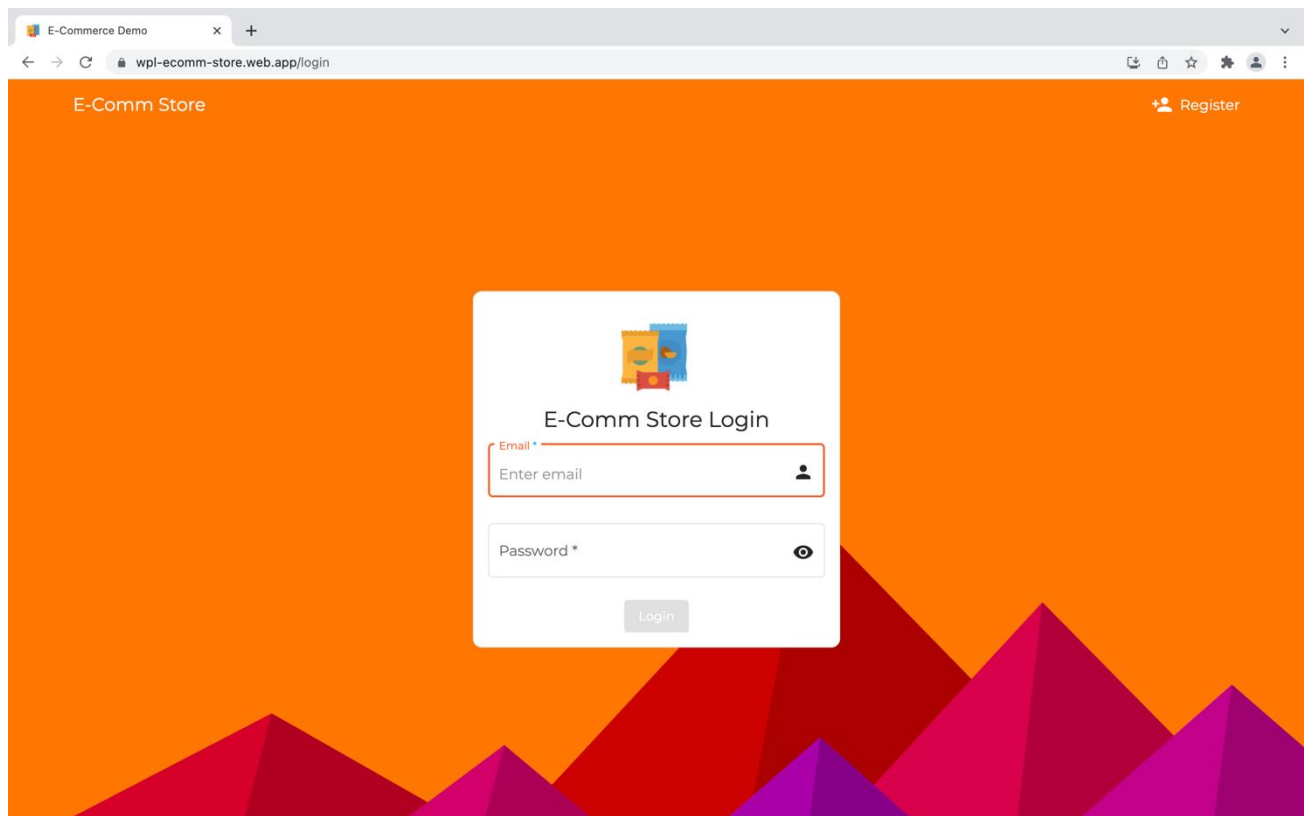 E-Commerce Demo
wpl-ecomm-store.web.app/login
E-Comm Store
Register
E-Comm Store Login
Email *
Enter email
Password *
Login